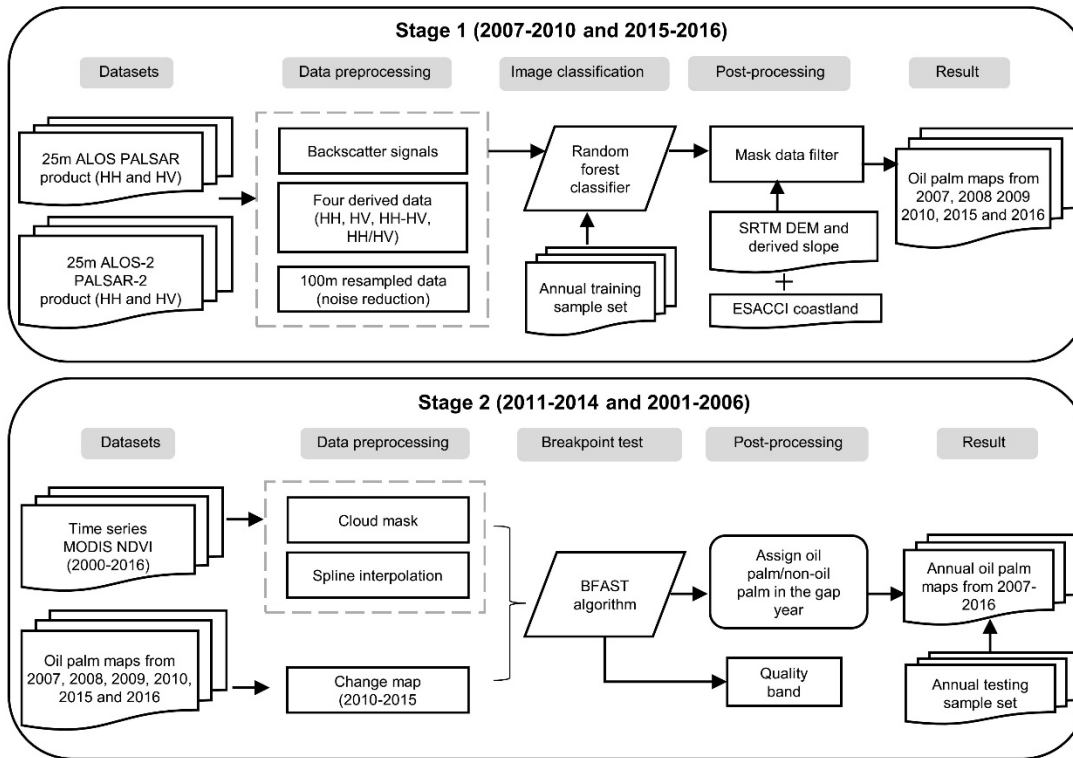 Stage 1 (2007-2010 and 2015-2016)
Datasets
Data preprocessing
Image classification
Post-processing
Result
25m ALOS PALSAR
product (HH and HV)
25m ALOS-2
PALSAR-2
product (HH and HV)
Backscatter signals
Four derived data
(HH, HV, HH-HV,
HH/HV)
100m resampled data
(noise reduction)
Random
forest
classifier
Annual training
sample set
Mask data filter
SRTM DEM and
derived slope
+
ESACCI coastland
Oil palm maps from
2007, 2008 2009
2010, 2015 and 2016
Stage 2 (2011-2014 and 2001-2006)
Datasets
Data preprocessing
Breakpoint test
Post-processing
Result
Time series
MODIS NDVI
(2000-2016)
Oil palm maps from
2007, 2008, 2009, 2010,
2015 and 2016
Cloud mask
Spline interpolation
Change map
(2010-2015
BFAST
algorithm
Assign oil
palm/non-oil
palm in the gap
year
Quality
band
Annual oil palm
maps from 2007-
2016
Annual testing
sample set